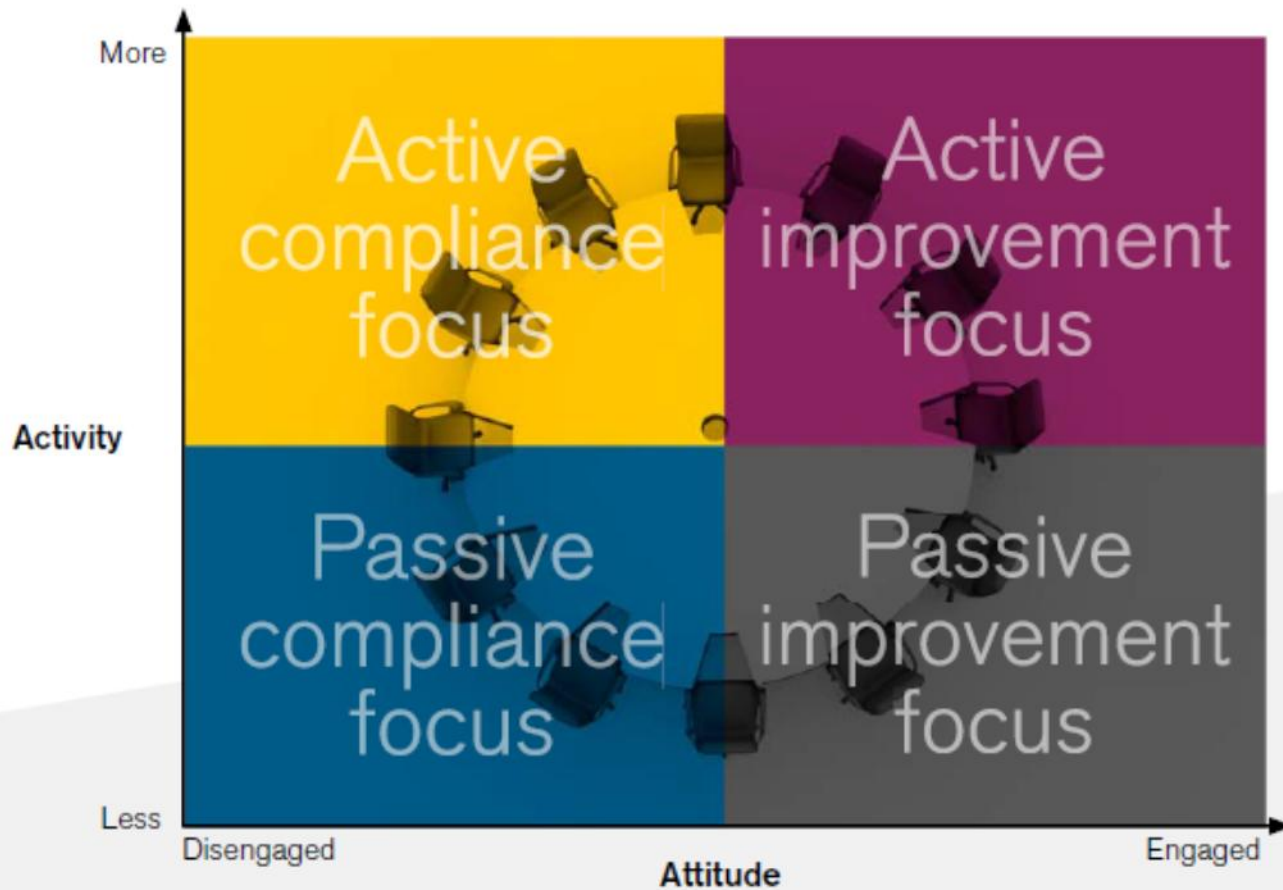 More
Active
compliance
focus
Active
improvement
focus
Activity
Passive
compliance
focus
Passive
improvement
focus
Less
Disengaged
Engaged
Attitude